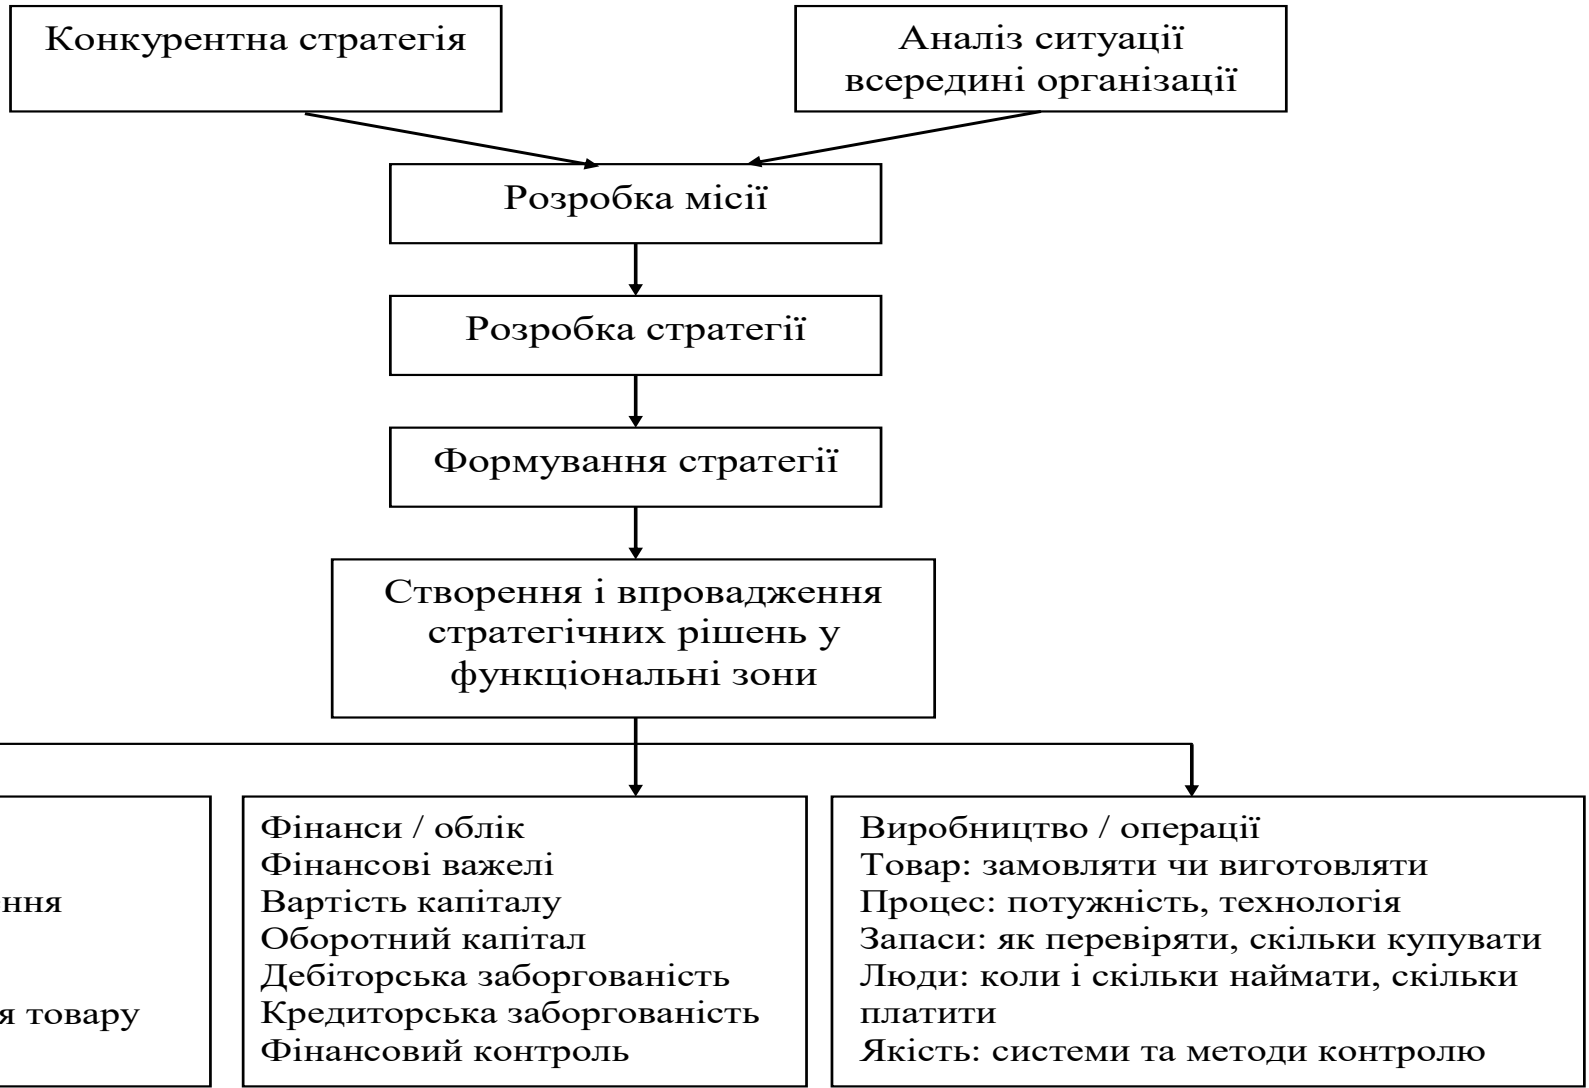 Конкурентна стратегія
Аналіз ситуації
всередині організації
Розробка місії
Розробка стратегії
Формування стратегії
Створення і впровадження
стратегічних рішень у
функціональні зони
товару
Фінанси / облік
Фінансові важелі
Вартість капіталу
Оборотний капітал
Дебіторська заборгованість
Кредиторська заборгованість
Фінансовий контроль
Виробництво / операції
Товар: замовляти чи виготовляти
Процес: потужність, технологія
Запаси: як перевіряти, скільки купувати
Люди: коли і скільки наймати, скільки
платити
Якість: системи та методи контролю